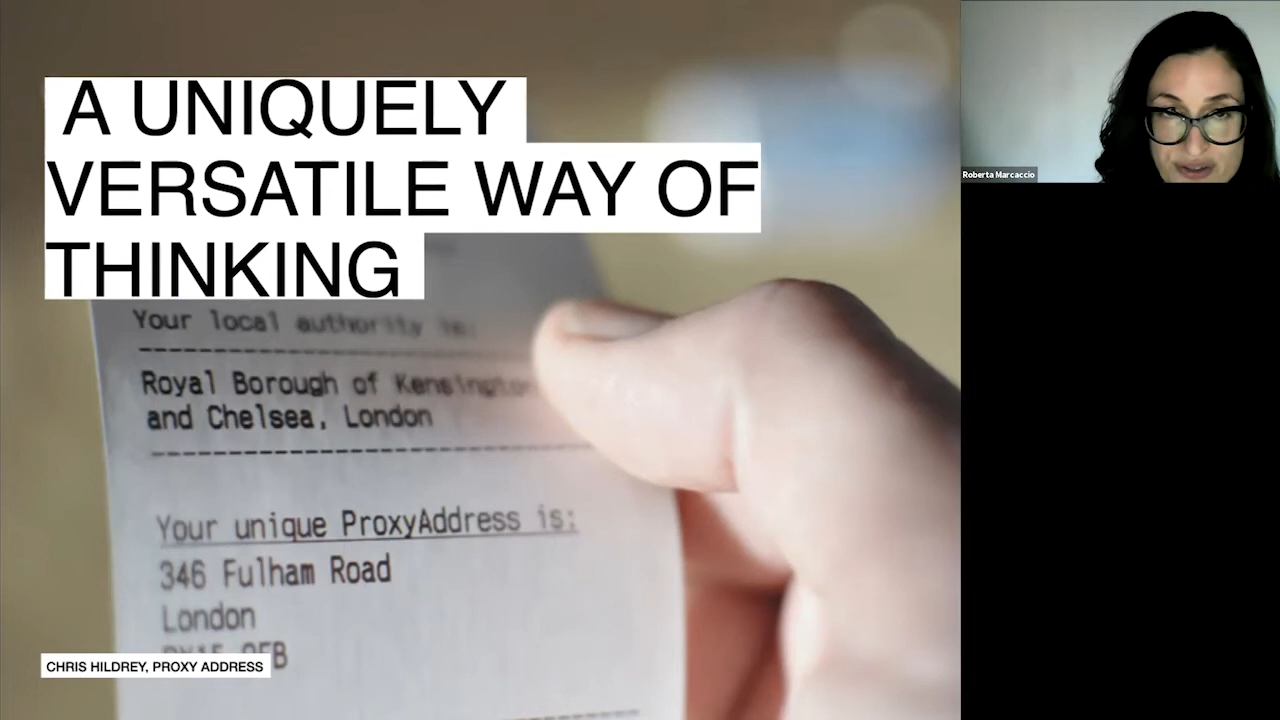 A UNIQUELY
VERSATILE WAY OF
THINKING
Your local authority is:
Royal Borough of Kensington
and Chelsea, London
Your unique ProxyAddress is:
346 Fulham Road
London
CHRIS HILDREY, PROXY ADDRESS
Roberta Marcaccio